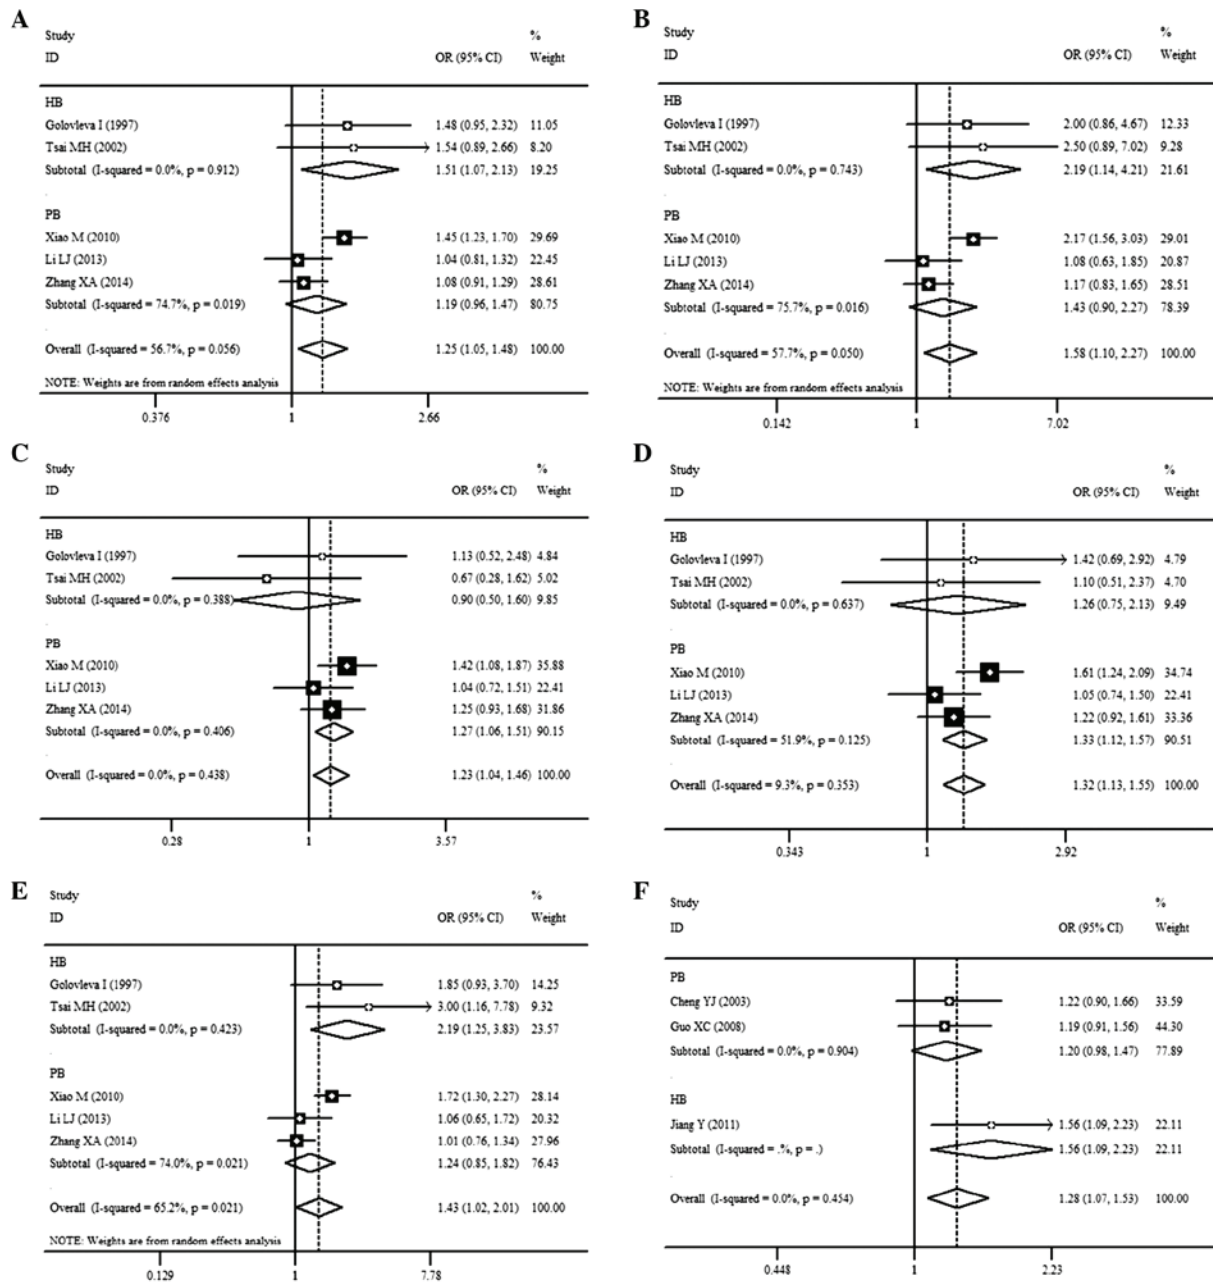 A
Study %
ID OR (95% CI) Weight
HB
Golovleva I (1997) 1.48 (0.95, 2.32) 11.05
Tsai MH (2002) 1.54 (0.89, 2.66) 8.20
Subtotal (I-squared = 0.0%, p = 0.912) 1.51 (1.07, 2.13) 19.25
.
PB
Xiao M (2010) 1.45 (1.23, 1.70) 29.69
Li LJ (2013) 1.04 (0.81, 1.32) 22.45
Zhang XA (2014) 1.08 (0.91, 1.29) 28.61
Subtotal (I-squared = 74.7%, p = 0.019) 1.19 (0.96, 1.47) 80.75
.
Overall (I-squared = 56.7%, p = 0.056) 1.25 (1.05, 1.48) 100.00
NOTE: Weights are from random effects analysis
0.376 1 2.66
B
Study %
ID OR (95% CI) Weight
HB
Golovleva I (1997) 2.00 (0.86, 4.67) 12.33
Tsai MH (2002) 2.50 (0.89, 7.02) 9.28
Subtotal (I-squared = 0.0%, p = 0.743) 2.19 (1.14, 4.21) 21.61
.
PB
Xiao M (2010) 2.17 (1.56, 3.03) 29.01
Li LJ (2013) 1.08 (0.63, 1.85) 20.87
Zhang XA (2014) 1.17 (0.83, 1.65) 28.51
Subtotal (I-squared = 75.7%, p = 0.016) 1.43 (0.90, 2.27) 78.39
.
Overall (I-squared = 57.7%, p = 0.050) 1.58 (1.10, 2.27) 100.00
NOTE: Weights are from random effects analysis
0.142 1 7.02
C
Study %
ID OR (95% CI) Weight
HB
Golovleva I (1997) 1.13 (0.52, 2.48) 4.84
Tsai MH (2002) 0.67 (0.28, 1.62) 5.02
Subtotal (I-squared = 0.0%, p = 0.388) 0.90 (0.50, 1.60) 9.85
.
PB
Xiao M (2010) 1.42 (1.08, 1.87) 35.88
Li LJ (2013) 1.04 (0.72, 1.51) 22.41
Zhang XA (2014) 1.25 (0.93, 1.68) 31.86
Subtotal (I-squared = 0.0%, p = 0.406) 1.27 (1.06, 1.51) 90.15
.
Overall (I-squared = 0.0%, p = 0.438) 1.23 (1.04, 1.46) 100.00
0.28 1 3.57
D
Study %
ID OR (95% CI) Weight
HB
Golovleva I (1997) 1.42 (0.69, 2.92) 4.79
Tsai MH (2002) 1.10 (0.51, 2.37) 4.70
Subtotal (I-squared = 0.0%, p = 0.637) 1.26 (0.75, 2.13) 9.49
.
PB
Xiao M (2010) 1.61 (1.24, 2.09) 34.74
Li LJ (2013) 1.05 (0.74, 1.50) 22.41
Zhang XA (2014) 1.22 (0.92, 1.61) 33.36
Subtotal (I-squared = 51.9%, p = 0.125) 1.33 (1.12, 1.57) 90.51
.
Overall (I-squared = 9.3%, p = 0.353) 1.32 (1.13, 1.55) 100.00
0.343 1 2.92
E
Study %
ID OR (95% CI) Weight
HB
Golovleva I (1997) 1.85 (0.93, 3.70) 14.25
Tsai MH (2002) 3.00 (1.16, 7.78) 9.32
Subtotal (I-squared = 0.0%, p = 0.423) 2.19 (1.25, 3.83) 23.57
.
PB
Xiao M (2010) 1.72 (1.30, 2.27) 28.14
Li LJ (2013) 1.06 (0.65, 1.72) 20.32
Zhang XA (2014) 1.01 (0.76, 1.34) 27.96
Subtotal (I-squared = 74.0%, p = 0.021) 1.24 (0.85, 1.82) 76.43
.
Overall (I-squared = 65.2%, p = 0.021) 1.43 (1.02, 2.01) 100.00
NOTE: Weights are from random effects analysis
0.129 1 7.78
F
Study %
ID OR (95% CI) Weight
PB
Cheng YJ (2003) 1.22 (0.90, 1.66) 33.59
Guo XC (2008) 1.19 (0.91, 1.56) 44.30
Subtotal (I-squared = 0.0%, p = 0.904) 1.20 (0.98, 1.47) 77.89
.
HB
Jiang Y (2011) 1.56 (1.09, 2.23) 22.11
Subtotal (I-squared = .%, p = .) 1.56 (1.09, 2.23) 22.11
.
Overall (I-squared = 0.0%, p = 0.454) 1.28 (1.07, 1.53) 100.00
0.448 1 2.23